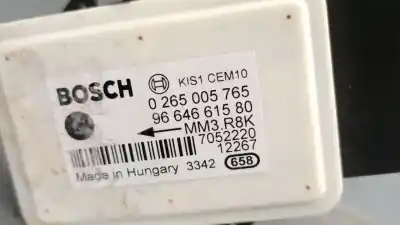 BOSCH KIS1 CEM10
0 265 005 765
96 646 615 80
MM3.R8K
7052220
12267
Made in Hungary 3342 658